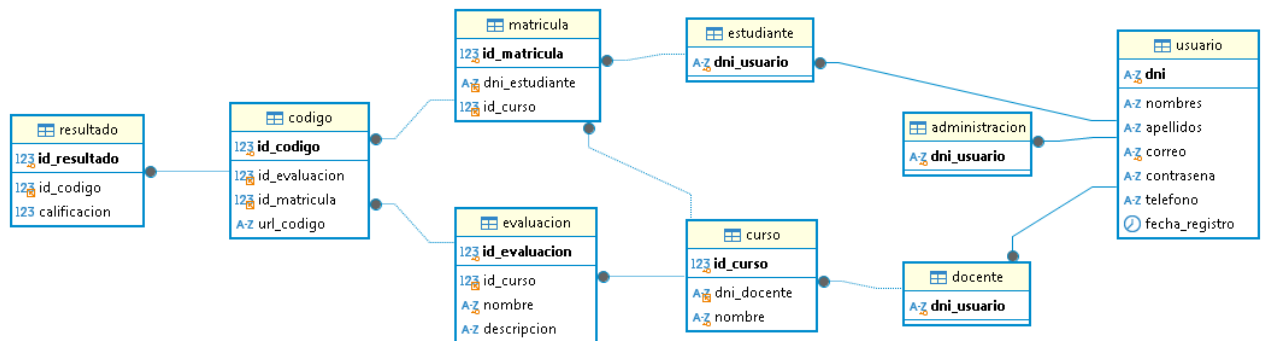 resultado
id_resultado
id_codigo
calificacion
codigo
id_codigo
id_evaluacion
id_matricula
url_codigo
matricula
id_matricula
dni_estudiante
id_curso
evaluacion
id_evaluacion
id_curso
nombre
descripcion
estudiante
dni_usuario
curso
id_curso
dni_docente
nombre
administracion
dni_usuario
docente
dni_usuario
usuario
dni
nombres
apellidos
correo
contrasena
telefono
fecha_registro